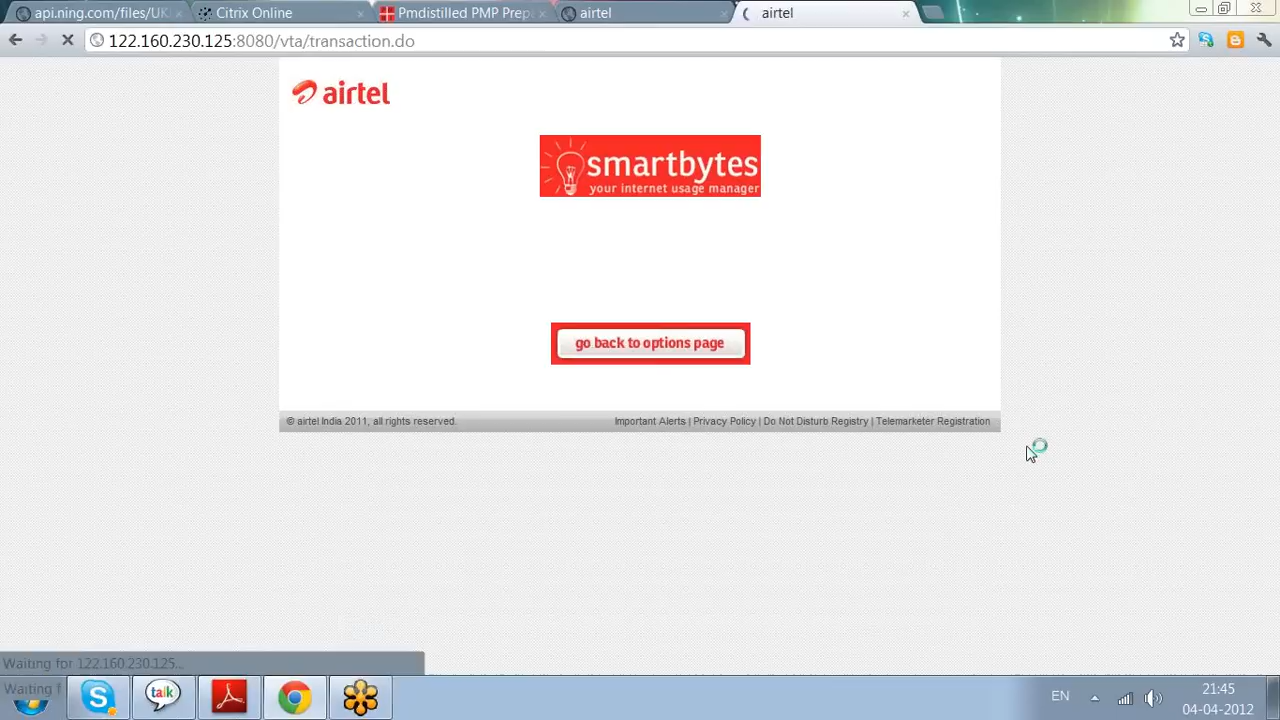 api.ning.com/files/UK
Citrix Online
Pmdistilled PMP Prep
airtel
airtel
122.160.230.125:8080/vta/transaction.do
airtel
smartbytes
your internet usage manager
go back to options page
© airtel India 2011, all rights reserved.
Important Alerts | Privacy Policy | Do Not Disturb Registry | Telemarketer Registration
Waiting for 122.160.230.125...
Waiting f
talk
EN
21:45
04-04-2012